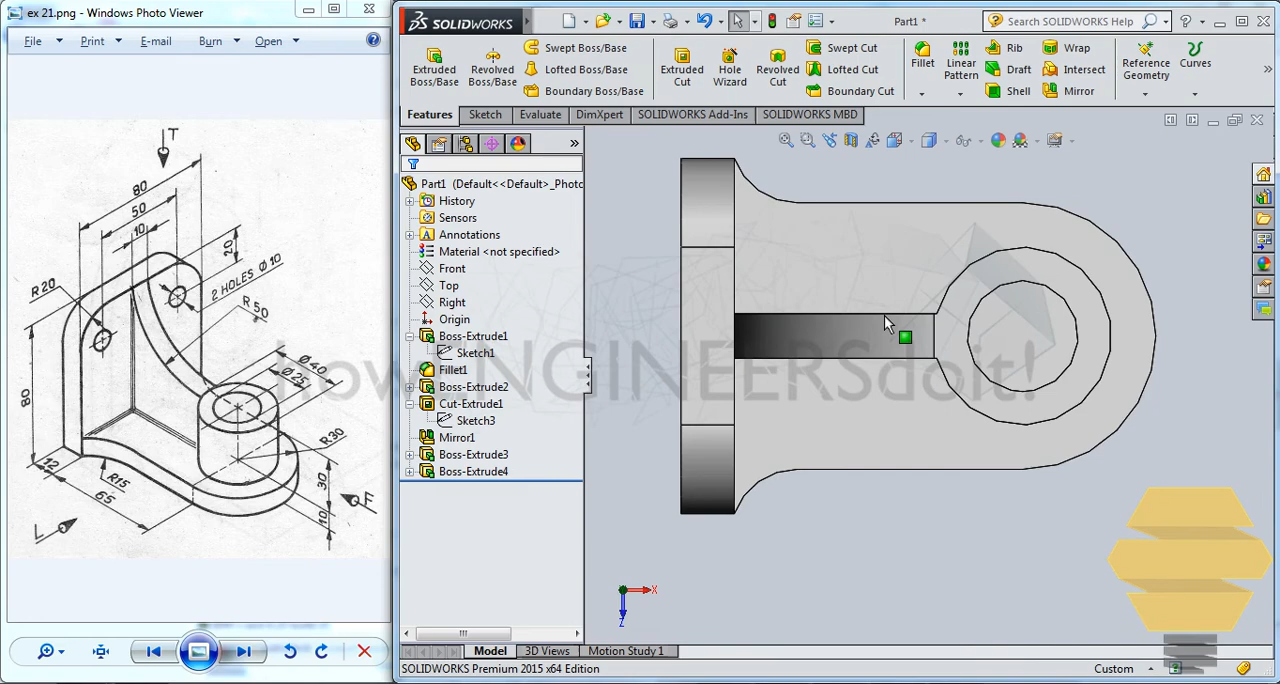 ex 21.png - Windows Photo Viewer
File
Print
E-mail
Burn
Open
T
80
50
10
20
2 HOLES Ø 10
R 20
R 50
80
Ø40
Ø25
R30
30
10
12
65
R15
L
F
SOLIDWORKS
Part1 *
Search SOLIDWORKS Help
Extruded Boss/Base
Revolved Boss/Base
Swept Boss/Base
Lofted Boss/Base
Boundary Boss/Base
Extruded Cut
Hole Wizard
Revolved Cut
Swept Cut
Lofted Cut
Boundary Cut
Fillet
Linear Pattern
Rib
Draft
Shell
Wrap
Intersect
Mirror
Reference Geometry
Curves
Features
Sketch
Evaluate
DimXpert
SOLIDWORKS Add-Ins
SOLIDWORKS MBD
Part1 (Default<<Default>_Photo
History
Sensors
Annotations
Material <not specified>
Front
Top
Right
Origin
Boss-Extrude1
Sketch1
Fillet1
Boss-Extrude2
Cut-Extrude1
Sketch3
Mirror1
Boss-Extrude3
Boss-Extrude4
howENGINEERSdoit!
X
Z
Model
3D Views
Motion Study 1
SOLIDWORKS Premium 2015 x64 Edition
Custom